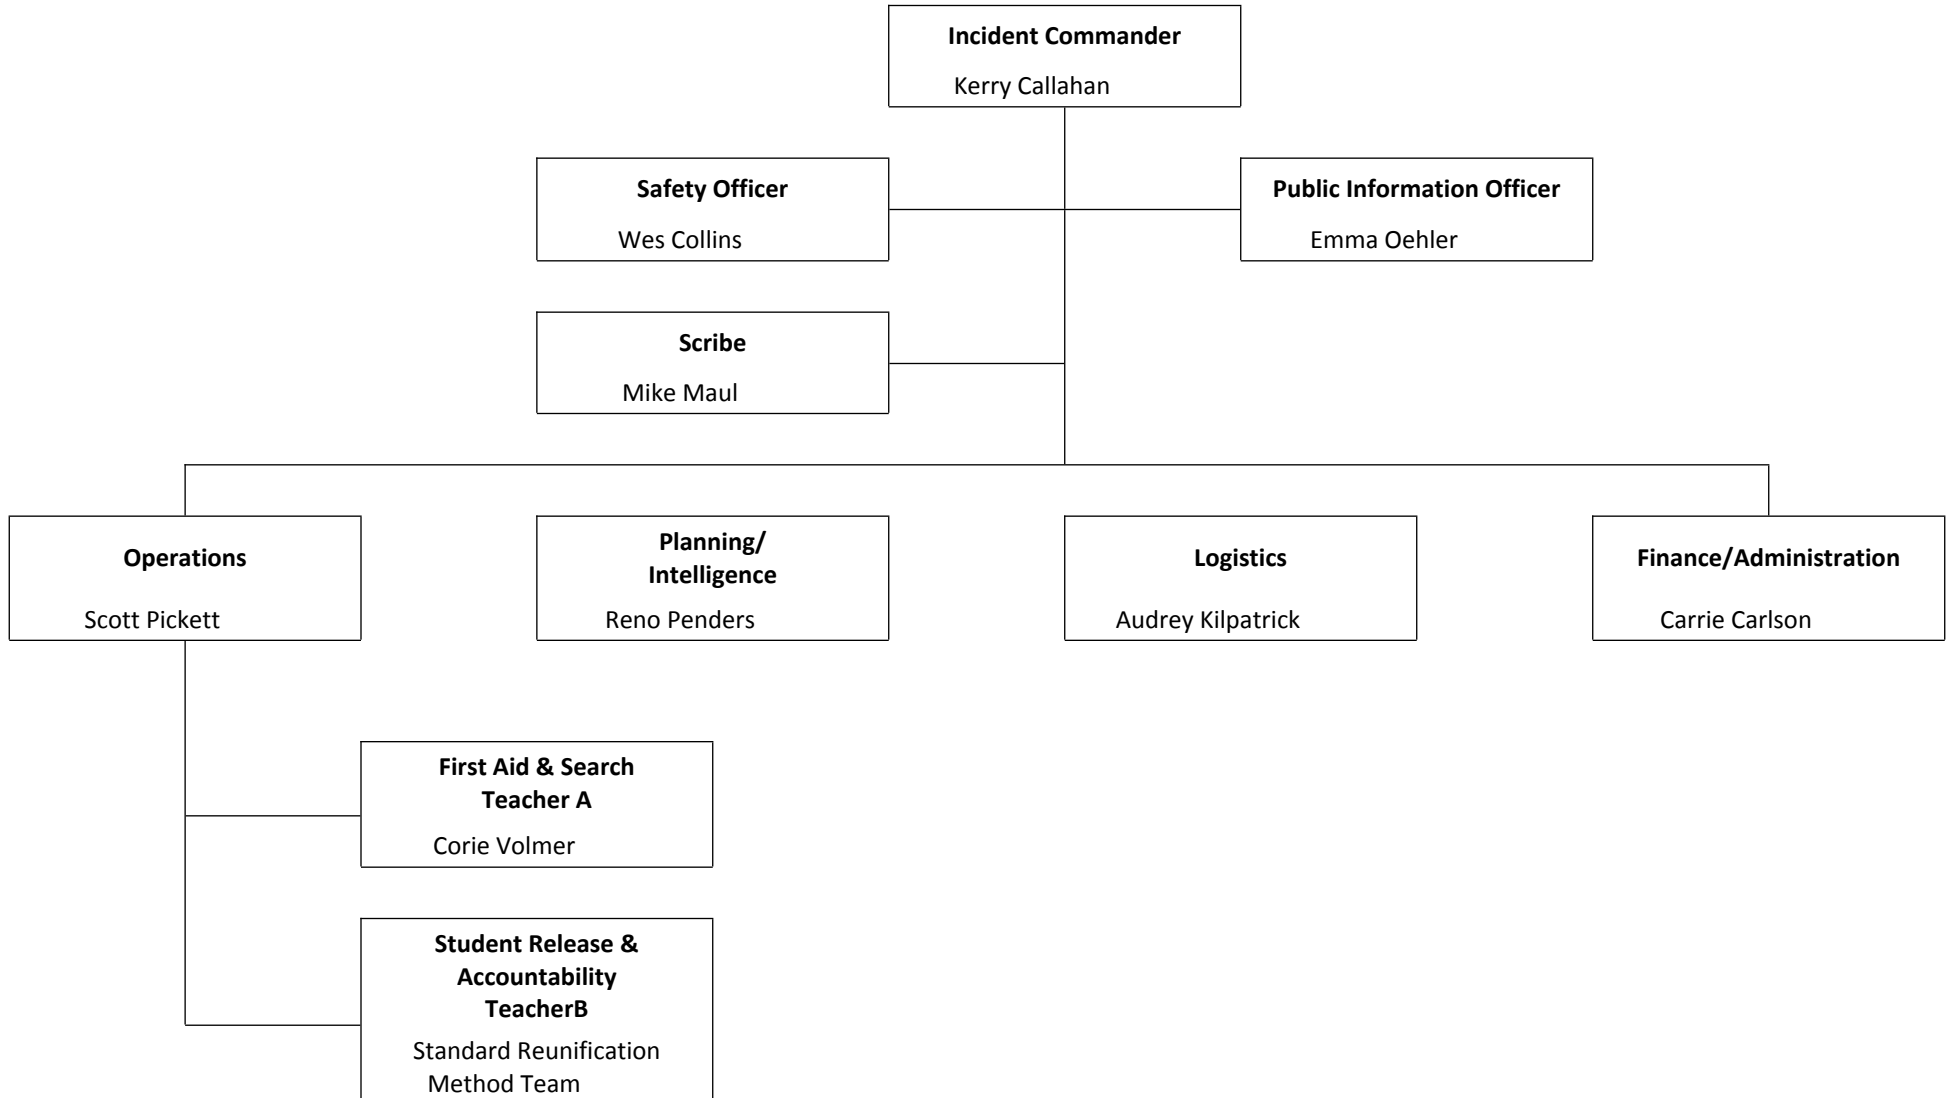 Incident Commander
Kerry Callahan
Safety Officer
Wes Collins
Public Information Officer
Emma Oehler
Scribe
Mike Maul
Operations
Scott Pickett
Planning/
Intelligence
Reno Penders
Logistics
Audrey Kilpatrick
Finance/Administration
Carrie Carlson
First Aid & Search
Teacher A
Corie Volmer
Student Release &
Accountability
TeacherB
Standard Reunification
Method Team